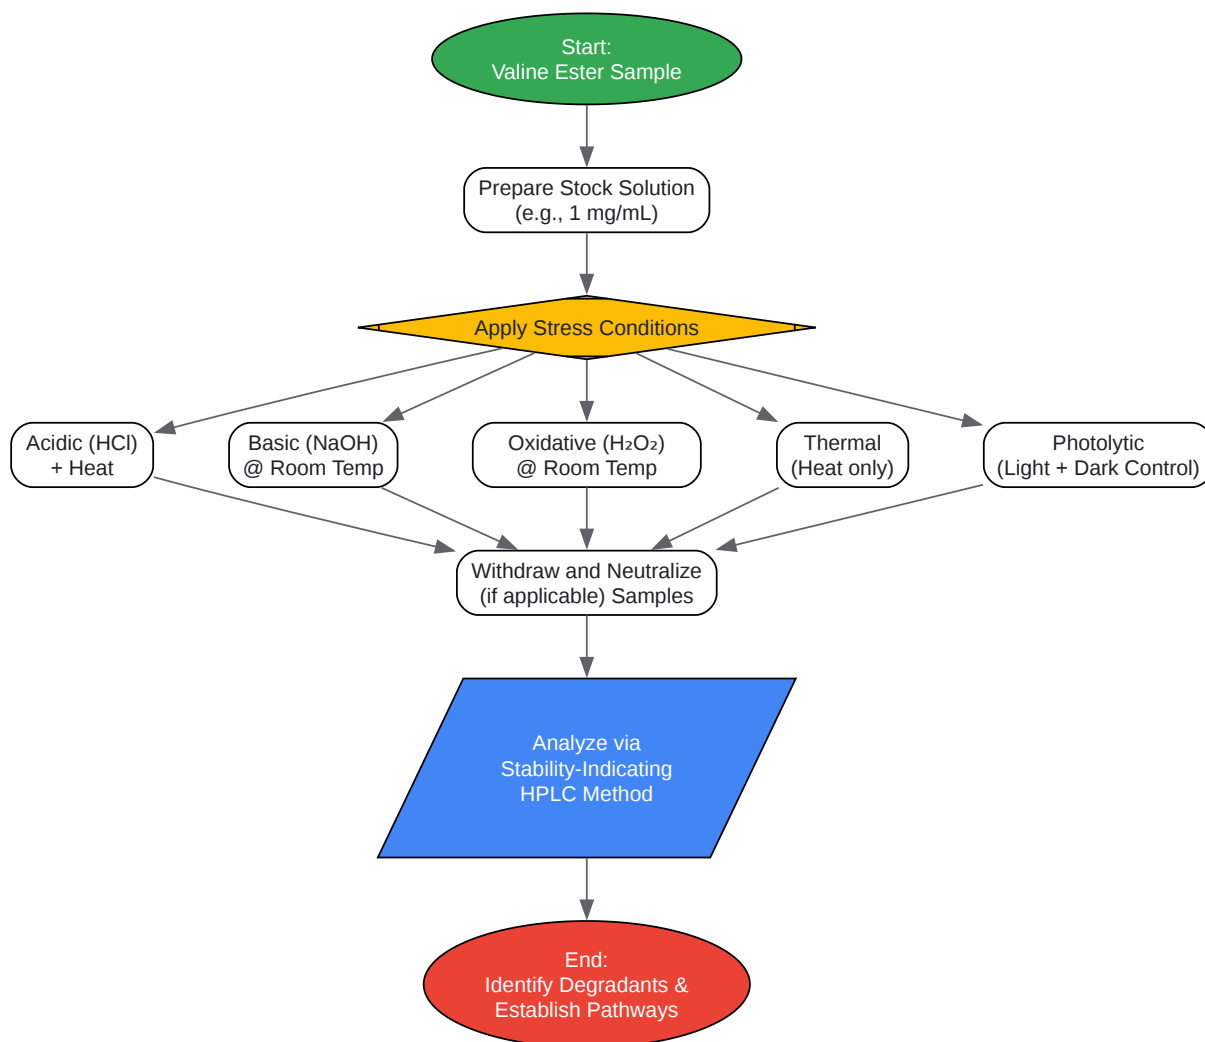 Start:
Valine Ester Sample
Prepare Stock Solution
(e.g., 1 mg/mL)
Apply Stress Conditions
Acidic (HCl)
+ Heat
Basic (NaOH)
@ Room Temp
Oxidative (H₂O₂)
@ Room Temp
Thermal
(Heat only)
Photolytic
(Light + Dark Control)
Withdraw and Neutralize
(if applicable) Samples
Analyze via
Stability-Indicating
HPLC Method
End:
Identify Degradants &
Establish Pathways